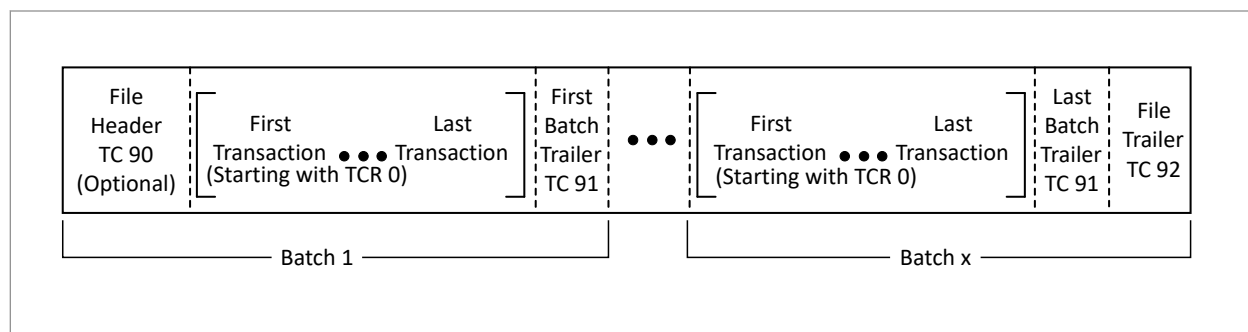 File
Header
TC 90
(Optional)
First
Transaction
(Starting with TCR 0)
Last
Transaction
First
Batch
Trailer
TC 91
First
Transaction
(Starting with TCR 0)
Last
Transaction
Last
Batch
Trailer
TC 91
File
Trailer
TC 92
Batch 1
Batch x